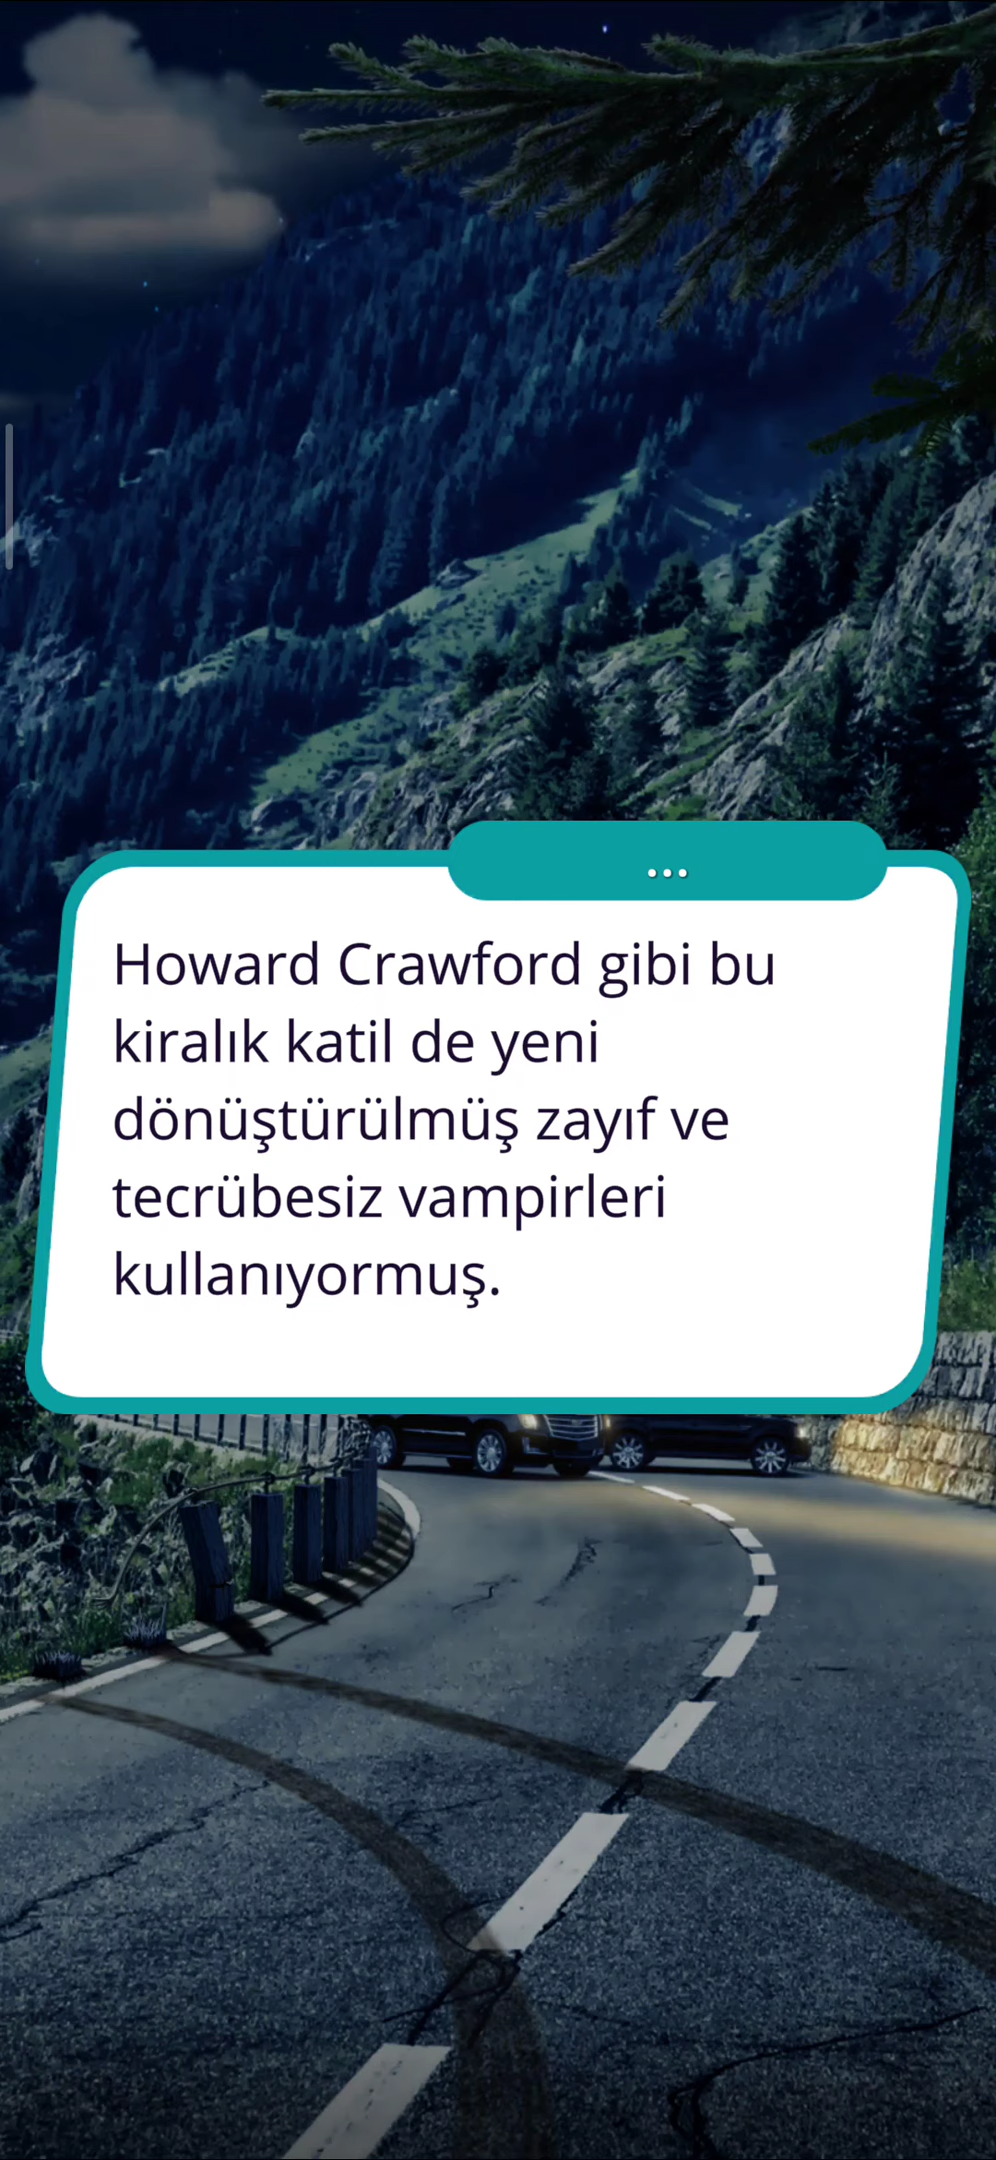 ...
Howard Crawford gibi bu
kiralık katil de yeni
dönüştürülmüş zayıf ve
tecrübesiz vampirleri
kullanıyormuş.